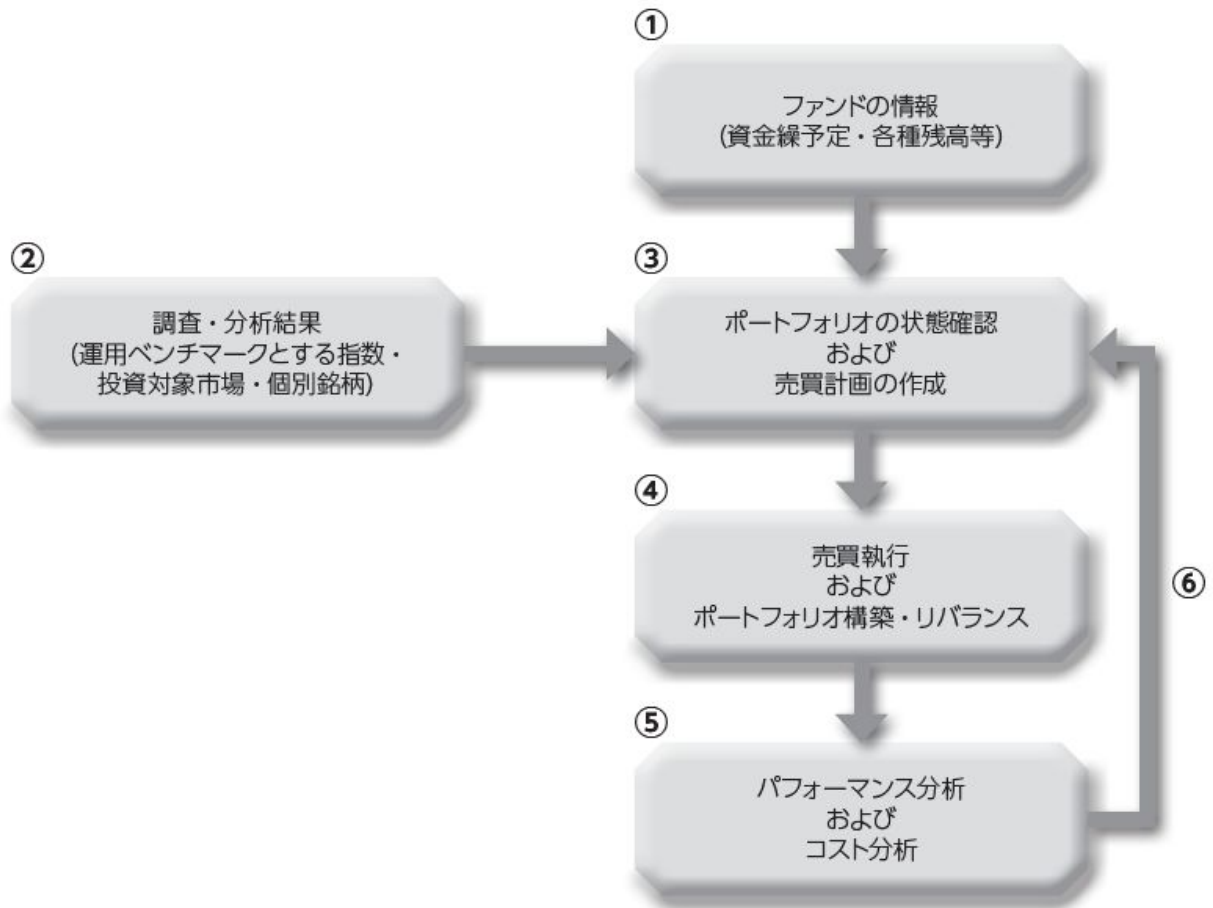 ①
ファンドの情報
(資金繰予定・各種残高等)
②
調査・分析結果
(運用ベンチマークとする指数・
投資対象市場・個別銘柄)
③
ポートフォリオの状態確認
および
売買計画の作成
④
売買執行
および
ポートフォリオ構築・リバランス
⑤
パフォーマンス分析
および
コスト分析
⑥